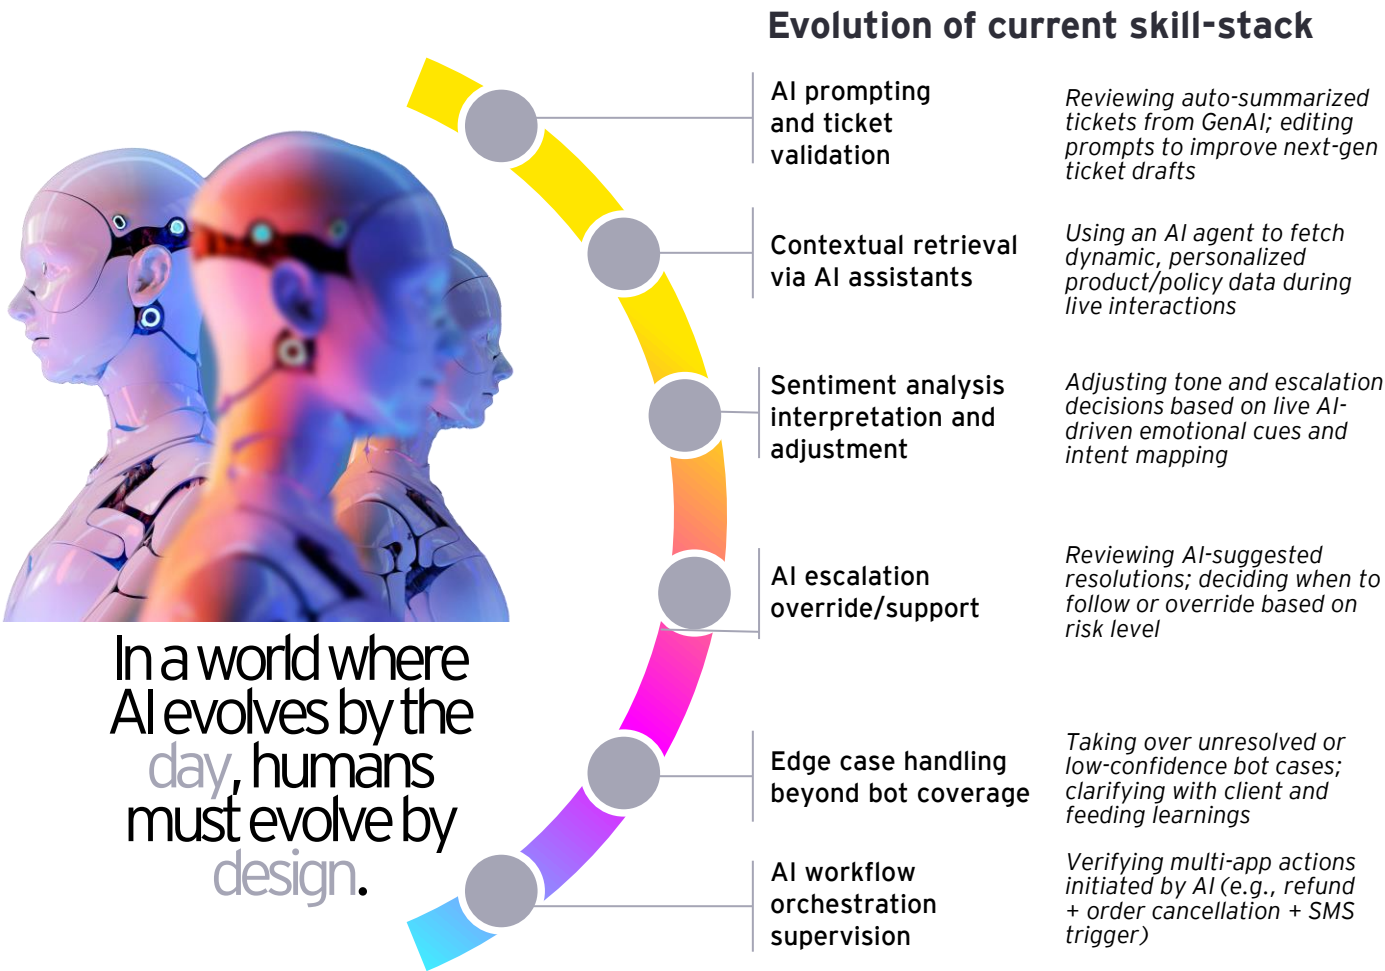 Evolution of current skill-stack
AI prompting
and ticket
validation
Reviewing auto-summarized
tickets from GenAI; editing
prompts to improve next-gen
ticket drafts
Contextual retrieval
via AI assistants
Using an AI agent to fetch
dynamic, personalized
product/policy data during
live interactions
Sentiment analysis
interpretation and
adjustment
Adjusting tone and escalation
decisions based on live AI-
driven emotional cues and
intent mapping
AI escalation
override/support
Reviewing AI-suggested
resolutions; deciding when to
follow or override based on
risk level
Edge case handling
beyond bot coverage
Taking over unresolved or
low-confidence bot cases;
clarifying with client and
feeding learnings
AI workflow
orchestration
supervision
Verifying multi-app actions
initiated by AI (e.g., refund
+ order cancellation + SMS
trigger)
In a world where
AI evolves by the
day, humans
must evolve by
design.